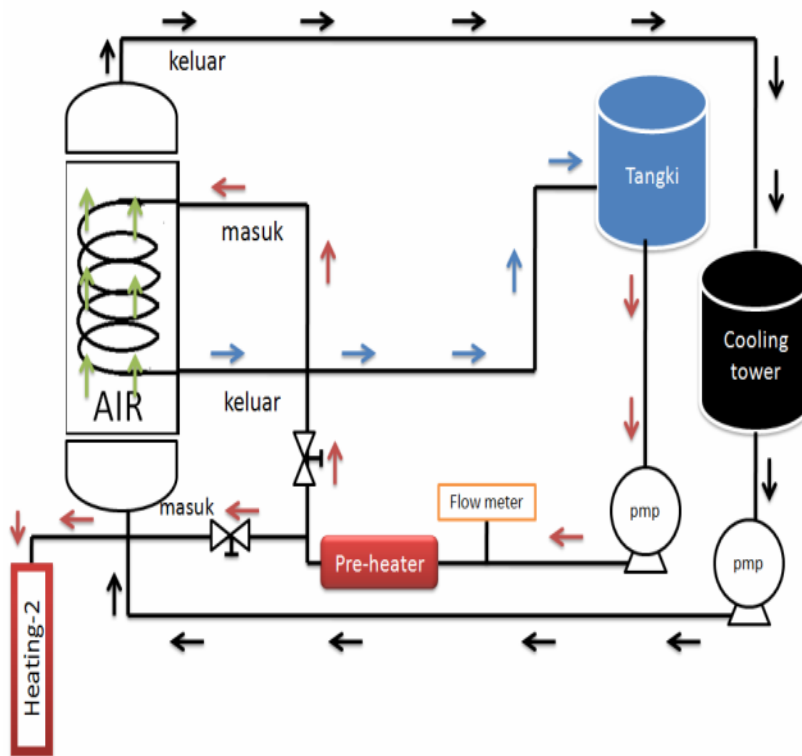 keluar
Tangki
masuk
Cooling
tower
keluar
AIR
Flow meter
pmp
masuk
Pre-heater
pmp
Heating-2